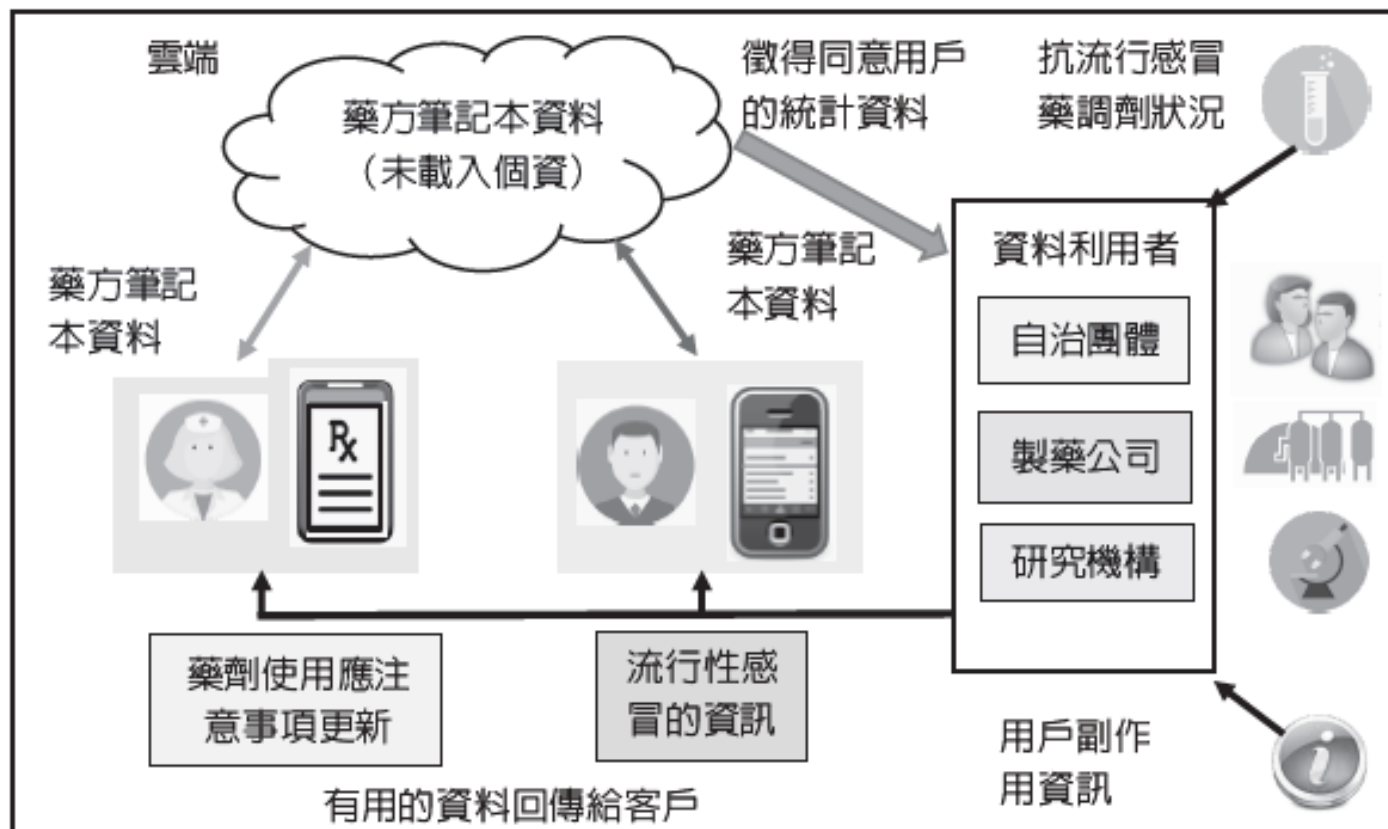 雲端
藥方筆記本資料
（未載入個資）
徵得同意用戶
的統計資料
抗流行感冒
藥調劑狀況
藥方筆記
本資料
藥方筆記
本資料
資料利用者
自治團體
製藥公司
研究機構
Rx
藥劑使用應注
意事項更新
流行性感
冒的資訊
用戶副作
用資訊
i
有用的資料回傳給客戶